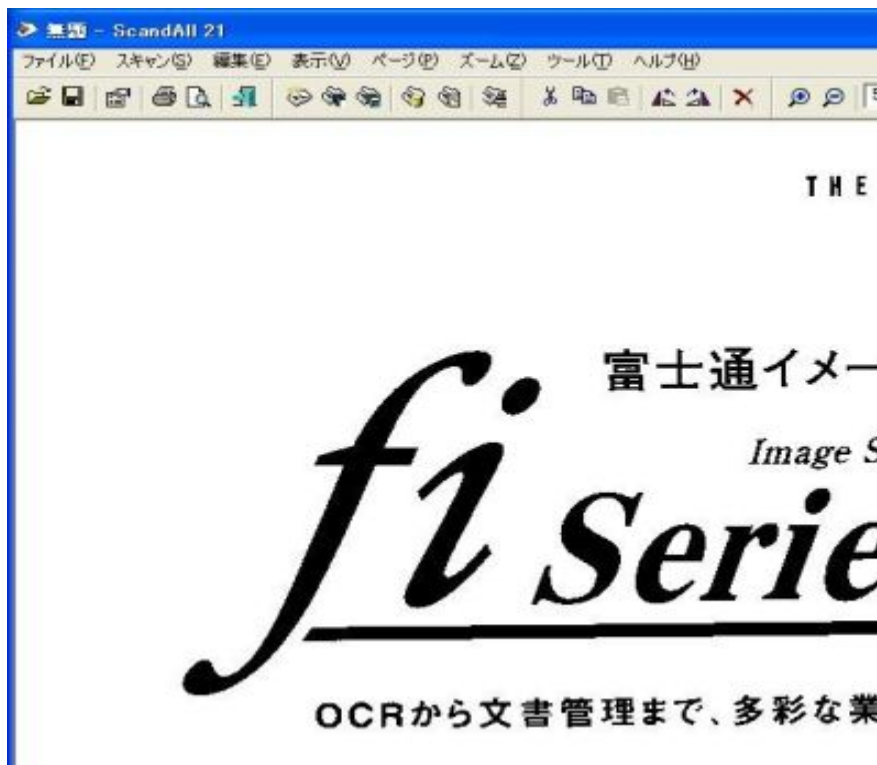 無題 - ScandAll 21
ファイル(F) スキャン(S) 編集(E) 表示(V) ページ(P) ズーム(Z) ツール(T) ヘルプ(H)
THE
富士通イメー
Image S
fi Serie
OCRから文書管理まで、多彩な業